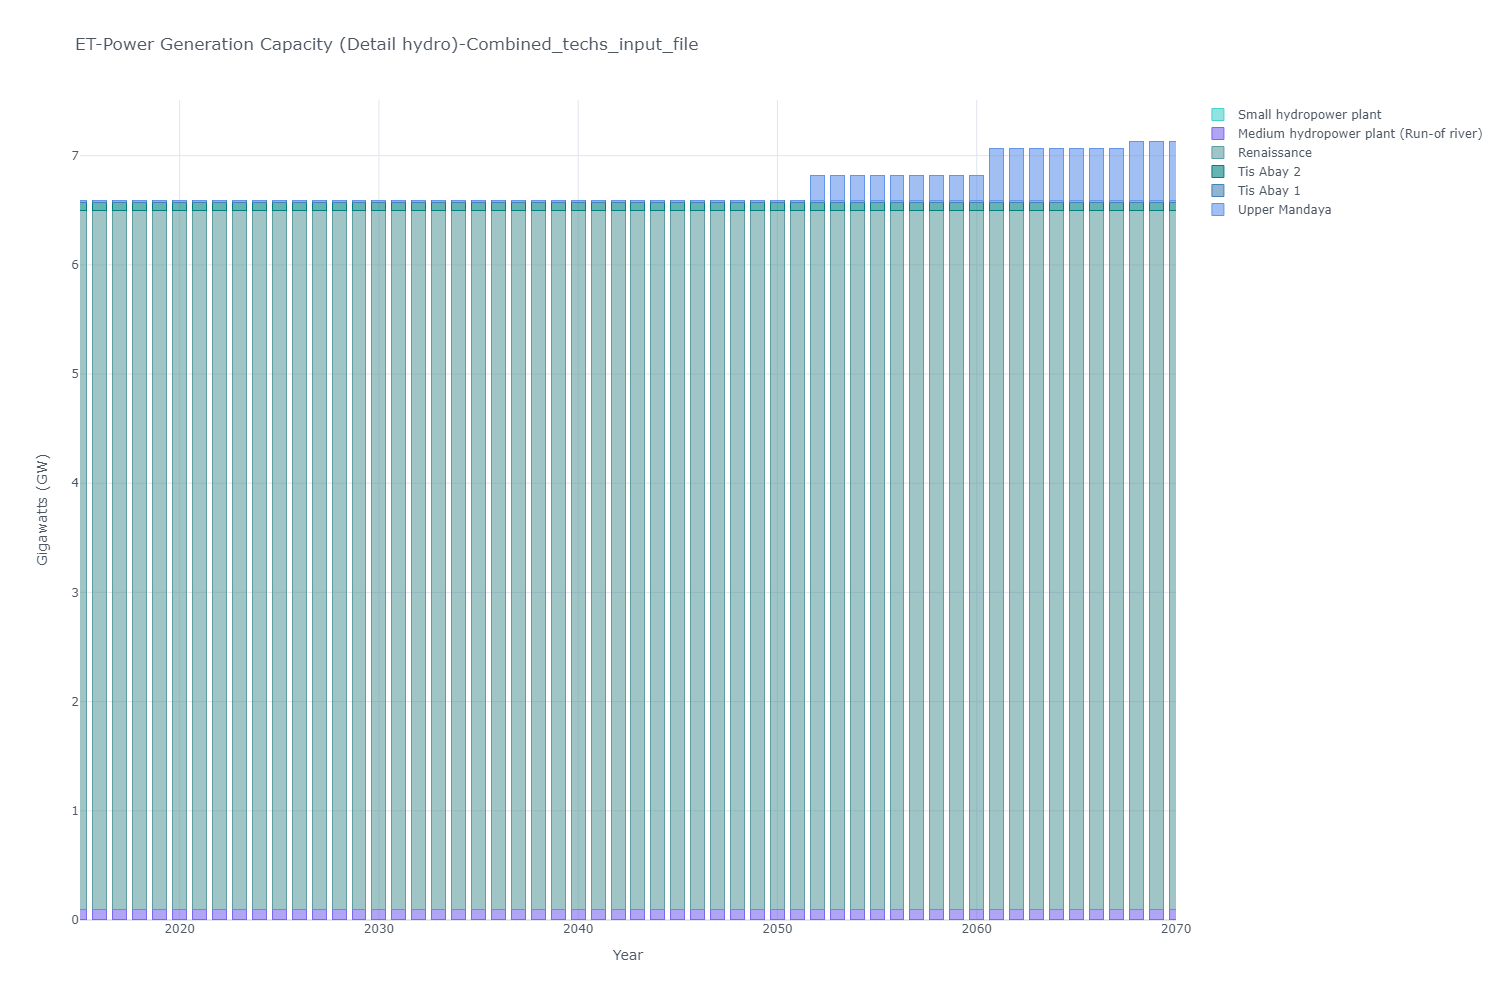 ET-Power Generation Capacity (Detail hydro)-Combined_techs_input_file
Small hydropower plant
Medium hydropower plant (Run-of river)
Renaissance
Tis Abay 2
Tis Abay 1
Upper Mandaya
7
6
5
4
3
2
1
0
Gigawatts (GW)
2020 2030 2040 2050 2060 2070
Year